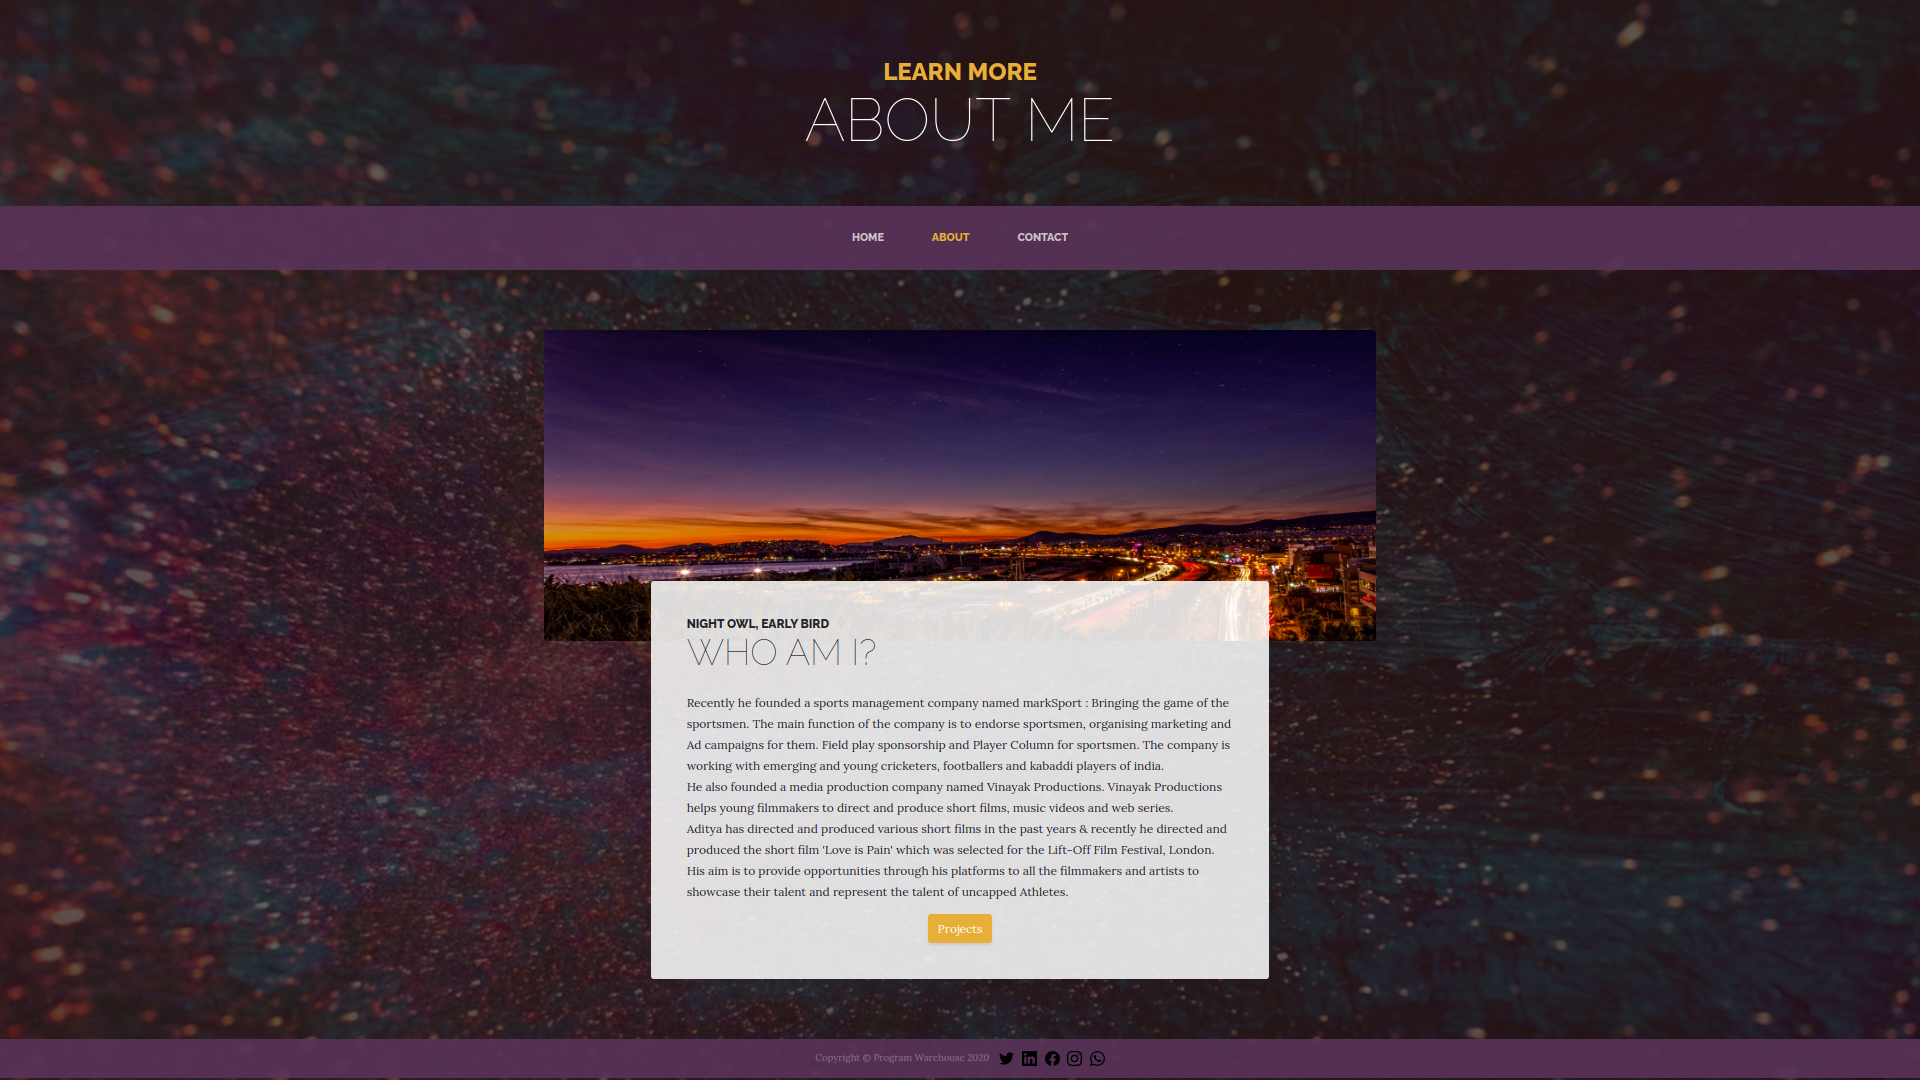 LEARN MORE
ABOUT ME
HOME ABOUT CONTACT
NIGHT OWL, EARLY BIRD
WHO AM I?
Recently he founded a sports management company named markSport : Bringing the game of the
sportsmen. The main function of the company is to endorse sportsmen, organising marketing and
Ad campaigns for them. Field play sponsorship and Player Column for sportsmen. The company is
working with emerging and young cricketers, footballers and kabaddi players of india.
He also founded a media production company named Vinayak Productions. Vinayak Productions
helps young filmmakers to direct and produce short films, music videos and web series.
Aditya has directed and produced various short films in the past years & recently he directed and
produced the short film 'Love is Pain' which was selected for the Lift-Off Film Festival, London.
His aim is to provide opportunities through his platforms to all the filmmakers and artists to
showcase their talent and represent the talent of uncapped Athletes.
Projects
Copyright © Program Warehouse 2020